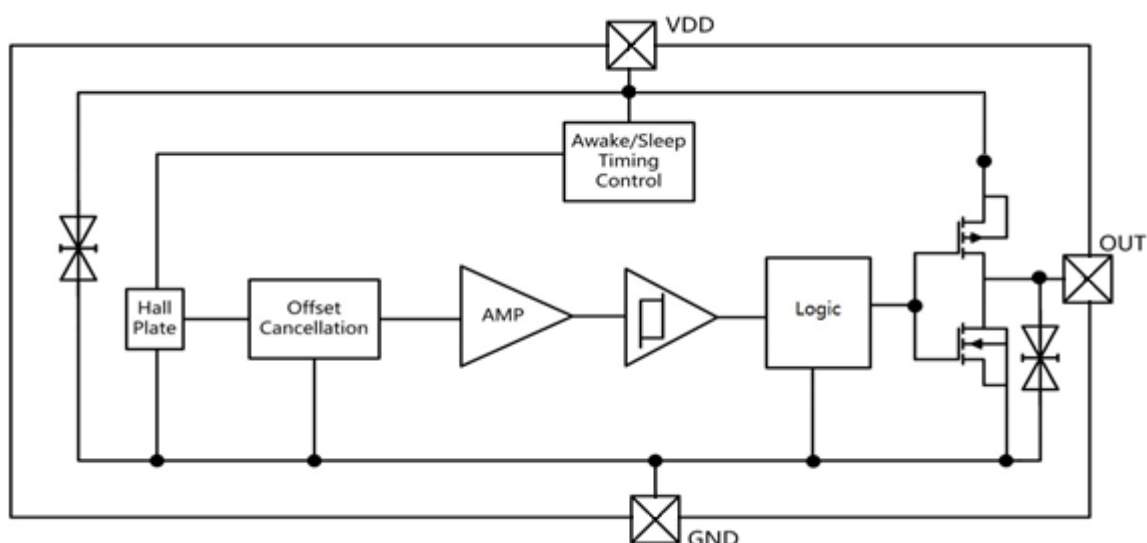 VDD
Awake/Sleep
Timing
Control
OUT
Hall
Plate
Offset
Cancellation
AMP
Logic
GND